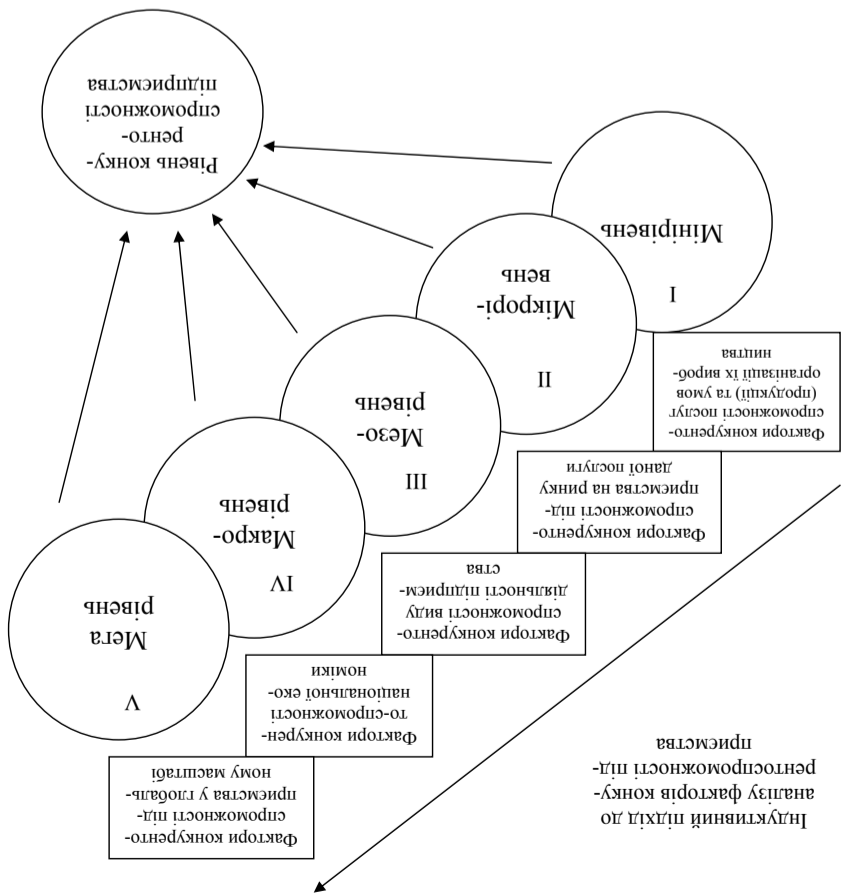 Індуктивний підхід до
аналізу факторів конку-
рентоспроможності під-
приємства
Фактори конкуренто-
спроможності під-
приємства у глобаль-
ному масштабі
V
Мега
рівень
Фактори конкурен-
то-спроможності
національної еко-
номіки
IV
Макро-
рівень
Фактори конкуренто-
спроможності виду
діяльності підприєм-
ства
III
Мезо-
рівень
Фактори конкуренто-
спроможності під-
приємства на ринку
даної послуги
II
Мікрорі-
вень
Фактори конкуренто-
спроможності послуг
(продукції) та умов
організації їх вироб-
ництва
I
Мінірівень
Рівень конку-
ренто-
спроможності
підприємства